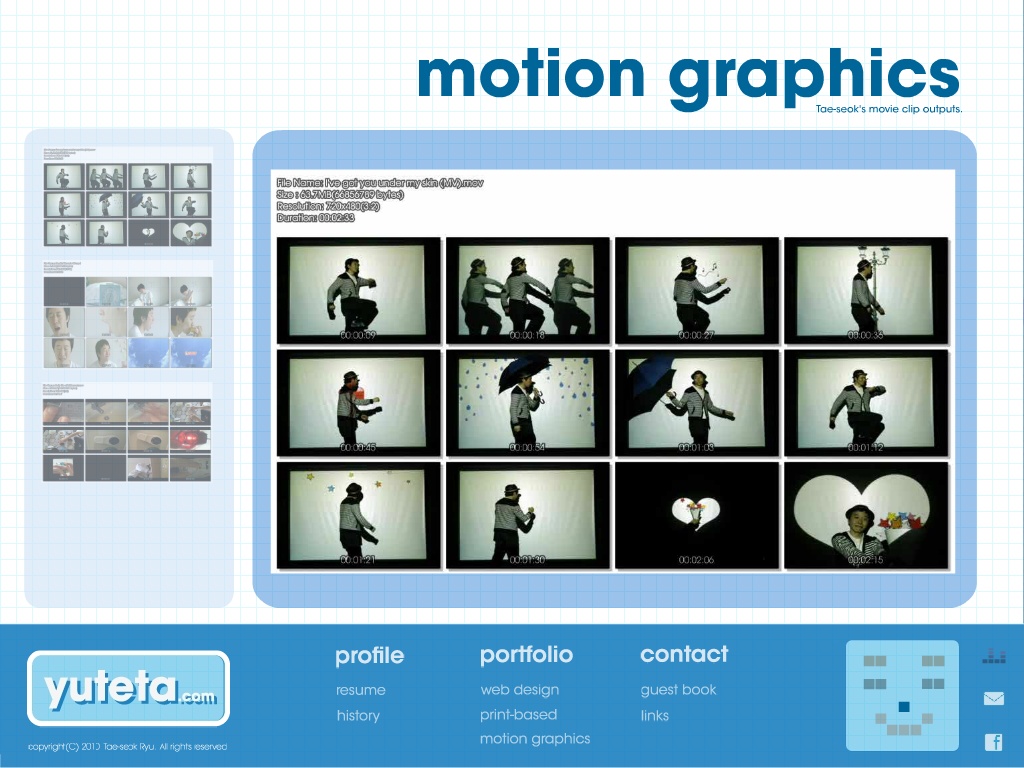 motion graphics
Tae-seok's movie clip outputs.
File Name: I've got you under my skin (MV).mov
Size : 63.7MB(66856789 bytes)
Resolution: 720x480(3:2)
Duration: 00:02:33
00:00:09 00:00:18 00:00:27 00:00:36
00:00:45 00:00:54 00:01:03 00:01:12
00:01:21 00:01:30 00:02:06 00:02:15
profile portfolio contact
resume web design guest book
history print-based links
motion graphics
yuteta.com
copyright(C) 2010 Tae-seok Ryu. All rights reserved